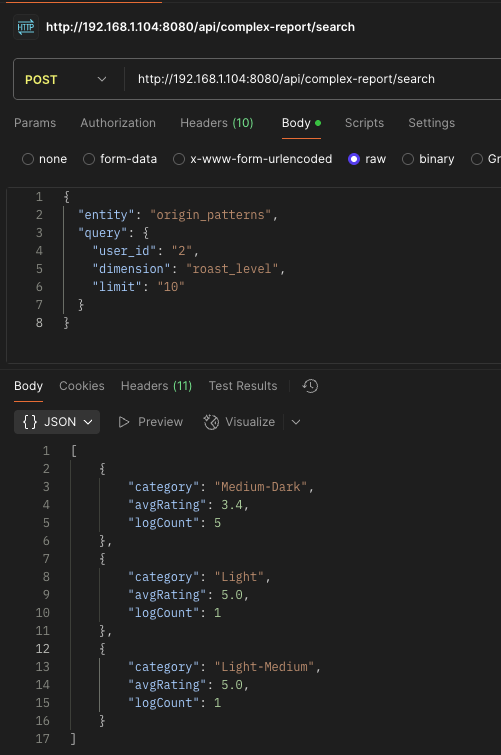 HTTP http://192.168.1.104:8080/api/complex-report/search
POST http://192.168.1.104:8080/api/complex-report/search
Params Authorization Headers (10) Body Scripts Settings
none form-data x-www-form-urlencoded raw binary Gr
1 {
2 "entity": "origin_patterns",
3 "query": {
4 "user_id": "2",
5 "dimension": "roast_level",
6 "limit": "10"
7 }
8 }
Body Cookies Headers (11) Test Results
{} JSON Preview Visualize
1 [
2 {
3 "category": "Medium-Dark",
4 "avgRating": 3.4,
5 "logCount": 5
6 },
7 {
8 "category": "Light",
9 "avgRating": 5.0,
10 "logCount": 1
11 },
12 {
13 "category": "Light-Medium",
14 "avgRating": 5.0,
15 "logCount": 1
16 }
17 ]